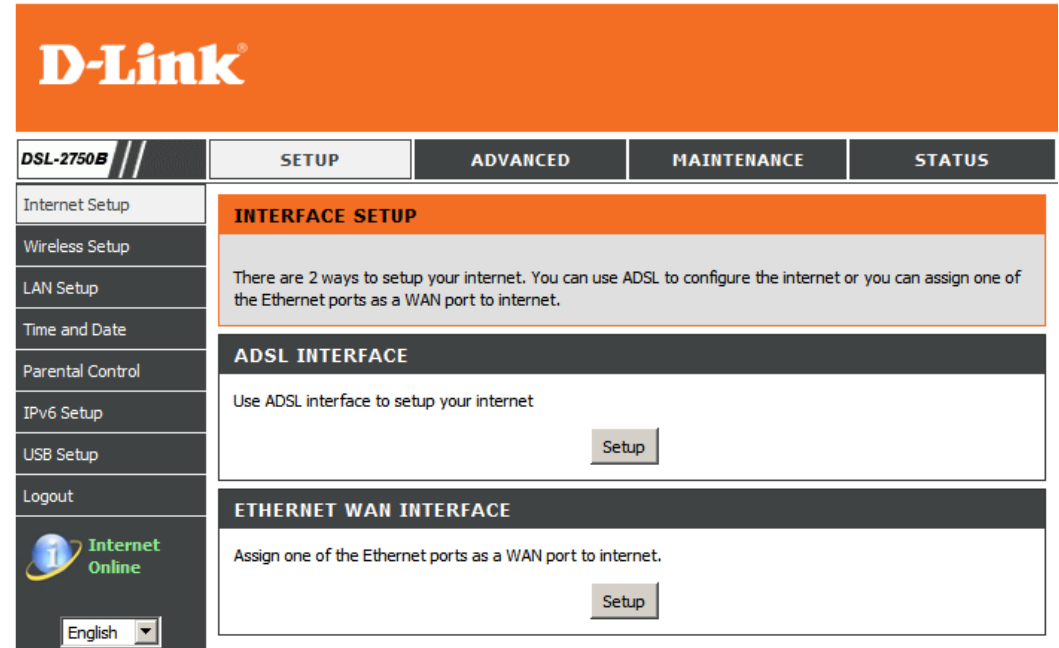 D-Link®
DSL-2750B
SETUP
ADVANCED
MAINTENANCE
STATUS
Internet Setup
Wireless Setup
LAN Setup
Time and Date
Parental Control
IPv6 Setup
USB Setup
Logout
Internet
Online
English
INTERFACE SETUP
There are 2 ways to setup your internet. You can use ADSL to configure the internet or you can assign one of
the Ethernet ports as a WAN port to internet.
ADSL INTERFACE
Use ADSL interface to setup your internet
Setup
ETHERNET WAN INTERFACE
Assign one of the Ethernet ports as a WAN port to internet.
Setup